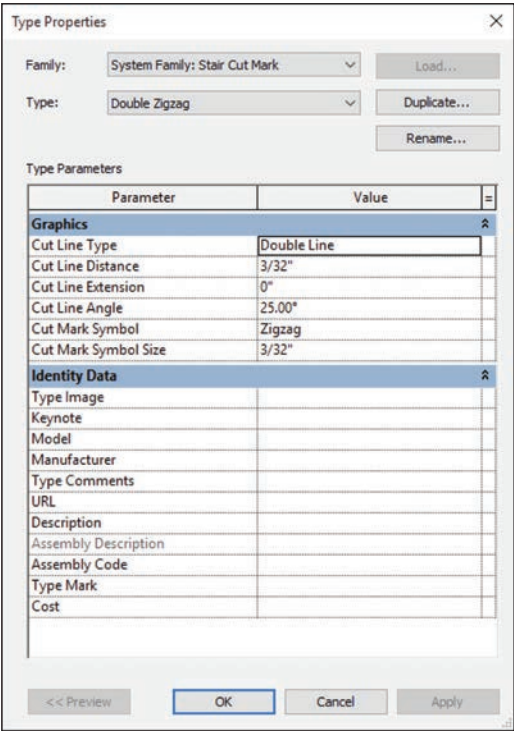 Type Properties
Family: System Family: Stair Cut Mark Load...
Type: Double Zigzag Duplicate...
Rename...
Type Parameters
Parameter Value =
Graphics
Cut Line Type Double Line
Cut Line Distance 3/32"
Cut Line Extension 0"
Cut Line Angle 25.00°
Cut Mark Symbol Zigzag
Cut Mark Symbol Size 3/32"
Identity Data
Type Image
Keynote
Model
Manufacturer
Type Comments
URL
Description
Assembly Description
Assembly Code
Type Mark
Cost
<< Preview OK Cancel Apply